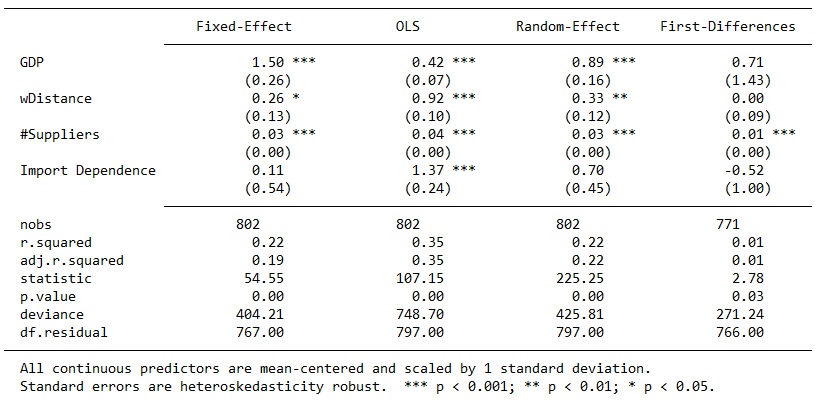 Fixed-Effect OLS Random-Effect First-Differences
GDP 1.50 *** 0.42 *** 0.89 *** 0.71
(0.26) (0.07) (0.16) (1.43)
wDistance 0.26 * 0.92 *** 0.33 ** 0.00
(0.13) (0.10) (0.12) (0.09)
#Suppliers 0.03 *** 0.04 *** 0.03 *** 0.01 ***
(0.00) (0.00) (0.00) (0.00)
Import Dependence 0.11 1.37 *** 0.70 -0.52
(0.54) (0.24) (0.45) (1.00)
nobs 802 802 802 771
r.squared 0.22 0.35 0.22 0.01
adj.r.squared 0.19 0.35 0.22 0.01
statistic 54.55 107.15 225.25 2.78
p.value 0.00 0.00 0.00 0.03
deviance 404.21 748.70 425.81 271.24
df.residual 767.00 797.00 797.00 766.00
All continuous predictors are mean-centered and scaled by 1 standard deviation.
Standard errors are heteroskedasticity robust. *** p < 0.001; ** p < 0.01; * p < 0.05.